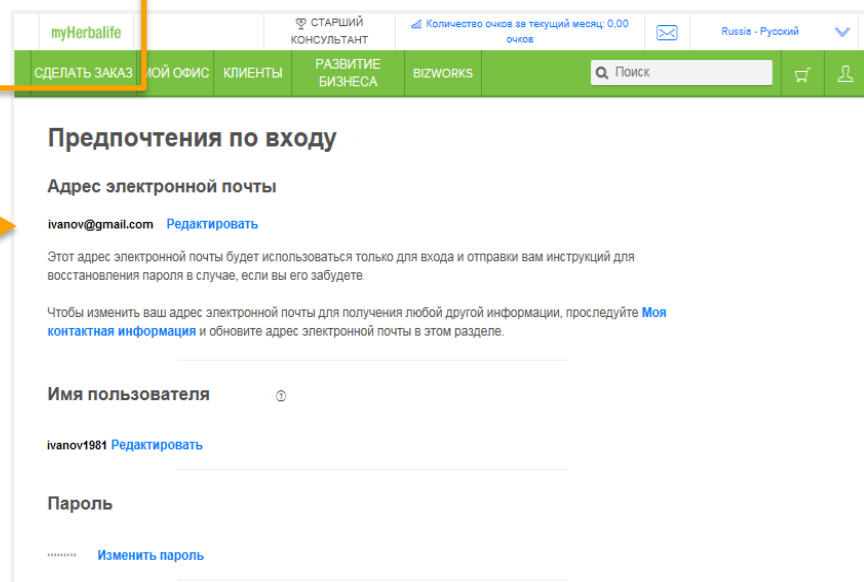 myHerbalife
СТАРШИЙ
КОНСУЛЬТАНТ
Количество очков за текущий месяц: 0,00
очков
Russia - Русский
СДЕЛАТЬ ЗАКАЗ
МОЙ ОФИС
КЛИЕНТЫ
РАЗВИТИЕ
БИЗНЕСА
BIZWORKS
Поиск
Предпочтения по входу
Адрес электронной почты
ivanov@gmail.com Редактировать
Этот адрес электронной почты будет использоваться только для входа и отправки вам инструкций для
восстановления пароля в случае, если вы его забудете
Чтобы изменить ваш адрес электронной почты для получения любой другой информации, проследуйте Моя
контактная информация и обновите адрес электронной почты в этом разделе.
Имя пользователя ?
ivanov1981 Редактировать
Пароль
········· Изменить пароль